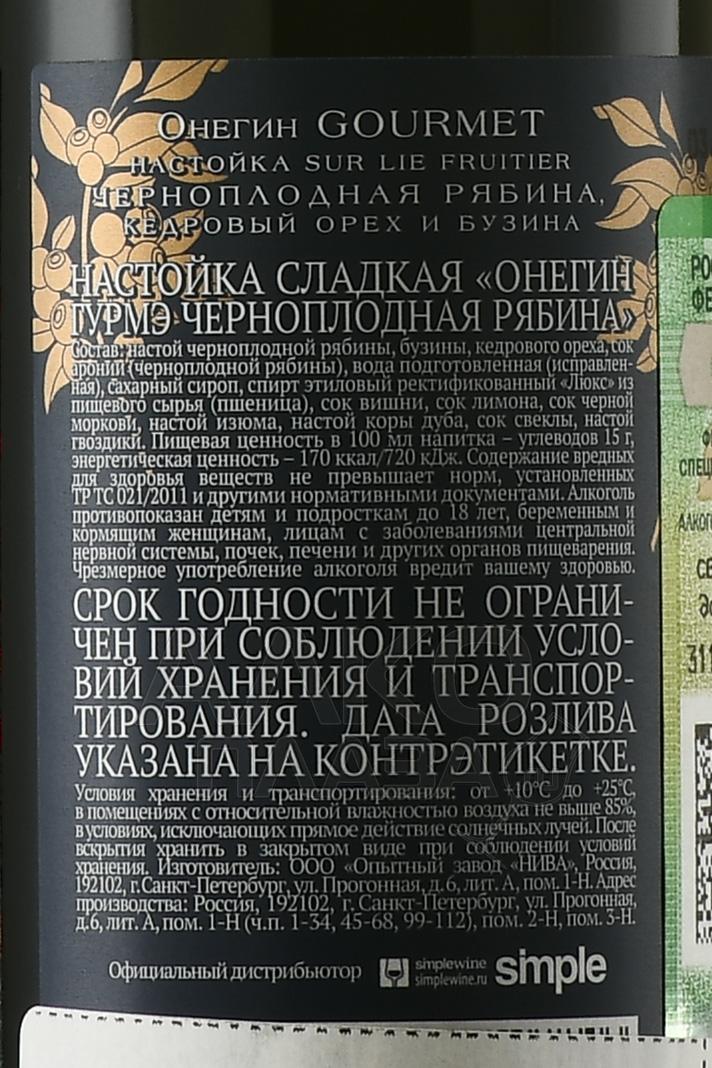 Онегин GOURMET
НАСТОЙКА SUR LIE FRUITIER
ЧЕРНОПЛОДНАЯ РЯБИНА,
КЕДРОВЫЙ ОРЕХ И БУЗИНА
НАСТОЙКА СЛАДКАЯ «ОНЕГИН
ГУРМЭ ЧЕРНОПЛОДНАЯ РЯБИНА»
Состав: настой черноплодной рябины, бузины, кедрового ореха, сок
аронии (черноплодной рябины), вода подготовленная (исправлен-
ная), сахарный сироп, спирт этиловый ректификованный «Люкс» из
пищевого сырья (пшеница), сок вишни, сок лимона, сок черной
моркови, настой изюма, настой коры дуба, сок свеклы, настой
гвоздики. Пищевая ценность в 100 мл напитка – углеводов 15 г,
энергетическая ценность – 170 ккал/720 кДж. Содержание вредных
для здоровья веществ не превышает норм, установленных
ТР ТС 021/2011 и другими нормативными документами. Алкоголь
противопоказан детям и подросткам до 18 лет, беременным и
кормящим женщинам, лицам с заболеваниями центральной
нервной системы, почек, печени и других органов пищеварения.
Чрезмерное употребление алкоголя вредит вашему здоровью.
СРОК ГОДНОСТИ НЕ ОГРАНИ-
ЧЕН ПРИ СОБЛЮДЕНИИ УСЛО-
ВИЙ ХРАНЕНИЯ И ТРАНСПОР-
ТИРОВАНИЯ. ДАТА РОЗЛИВА
УКАЗАНА НА КОНТРЭТИКЕТКЕ.
Условия хранения и транспортирования: от +10°С до +25°С,
в помещениях с относительной влажностью воздуха не выше 85%,
в условиях, исключающих прямое действие солнечных лучей. После
вскрытия хранить в закрытом виде при соблюдении условий
хранения. Изготовитель: ООО «Опытный завод «НИВА», Россия,
192102, г. Санкт-Петербург, ул. Прогонная, д.6, лит. А, пом. 1-Н. Адрес
производства: Россия, 192102, г. Санкт-Петербург, ул. Прогонная,
д.6, лит. А, пом. 1-Н (ч.п. 1-34, 45-68, 99-112), пом. 2-Н, пом. 3-Н.
Официальный дистрибьютор simplewine simple
simplewine.ru